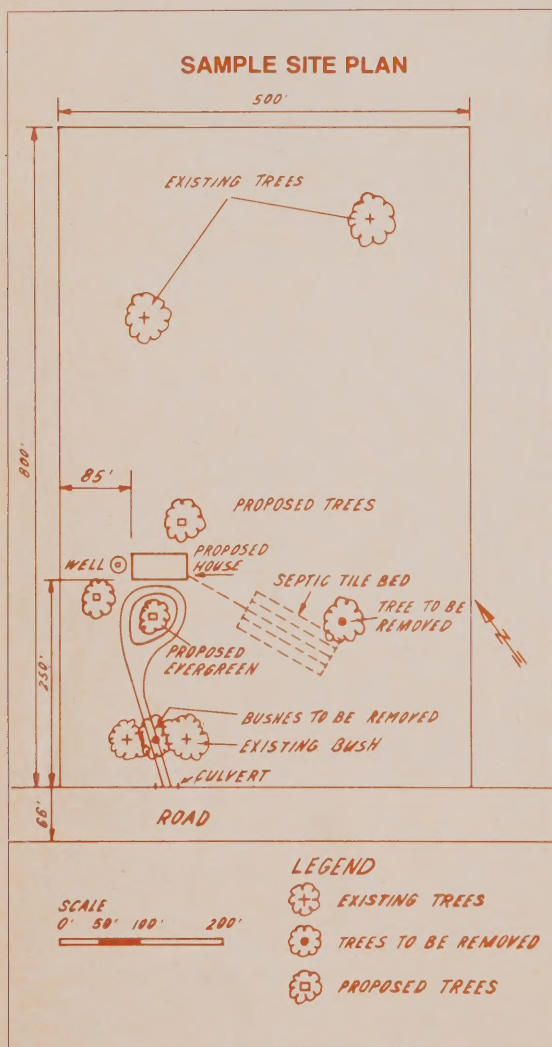 SAMPLE SITE PLAN
500'
EXISTING TREES
800'
85'
PROPOSED TREES
WELL
PROPOSED
HOUSE
SEPTIC TILE BED
TREE TO BE
REMOVED
N
PROPOSED
EVERGREEN
250'
BUSHES TO BE REMOVED
EXISTING BUSH
CULVERT
66'
ROAD
LEGEND
SCALE
0' 50' 100' 200'
EXISTING TREES
TREES TO BE REMOVED
PROPOSED TREES